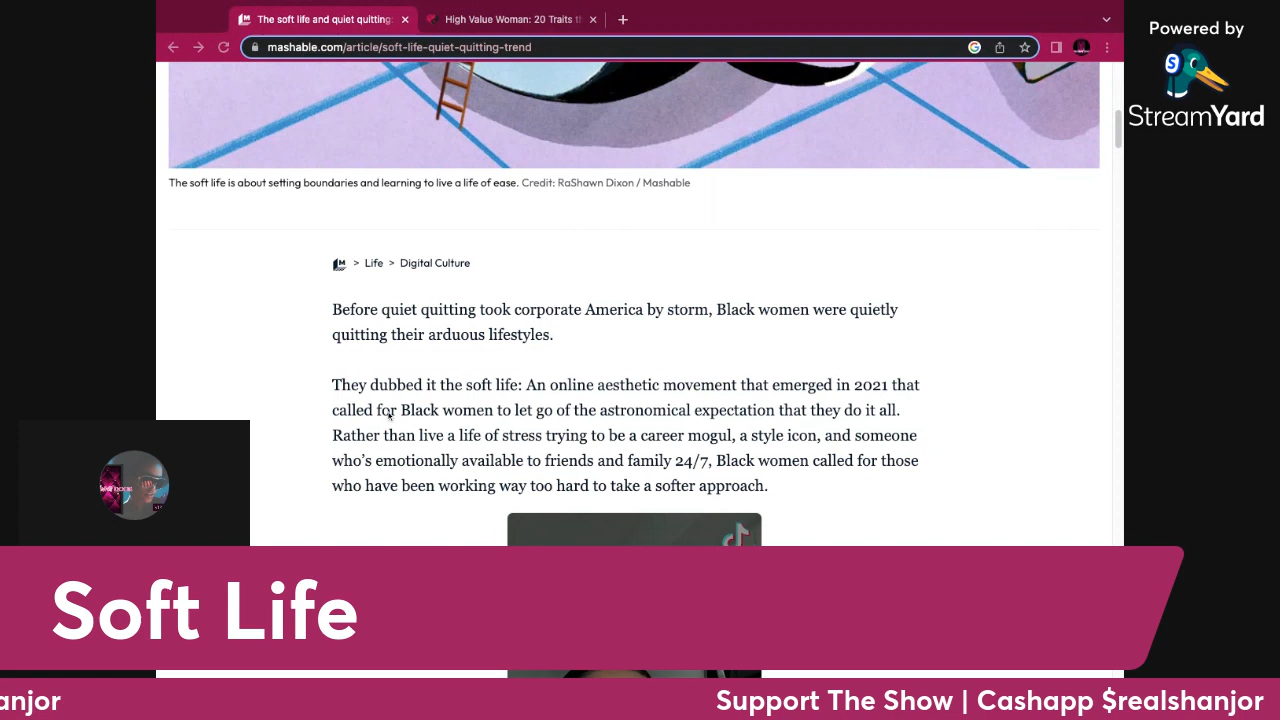 The soft life and quiet quitting:
High Value Woman: 20 Traits th
Powered by
mashable.com/article/soft-life-quiet-quitting-trend
S
StreamYard
The soft life is about setting boundaries and learning to live a life of ease. Credit: RaShawn Dixon / Mashable
M > Life > Digital Culture
Before quiet quitting took corporate America by storm, Black women were quietly
quitting their arduous lifestyles.
They dubbed it the soft life: An online aesthetic movement that emerged in 2021 that
called for Black women to let go of the astronomical expectation that they do it all.
Rather than live a life of stress trying to be a career mogul, a style icon, and someone
who's emotionally available to friends and family 24/7, Black women called for those
who have been working way too hard to take a softer approach.
Soft Life
anjor
Support The Show | Cashapp $realshanjor